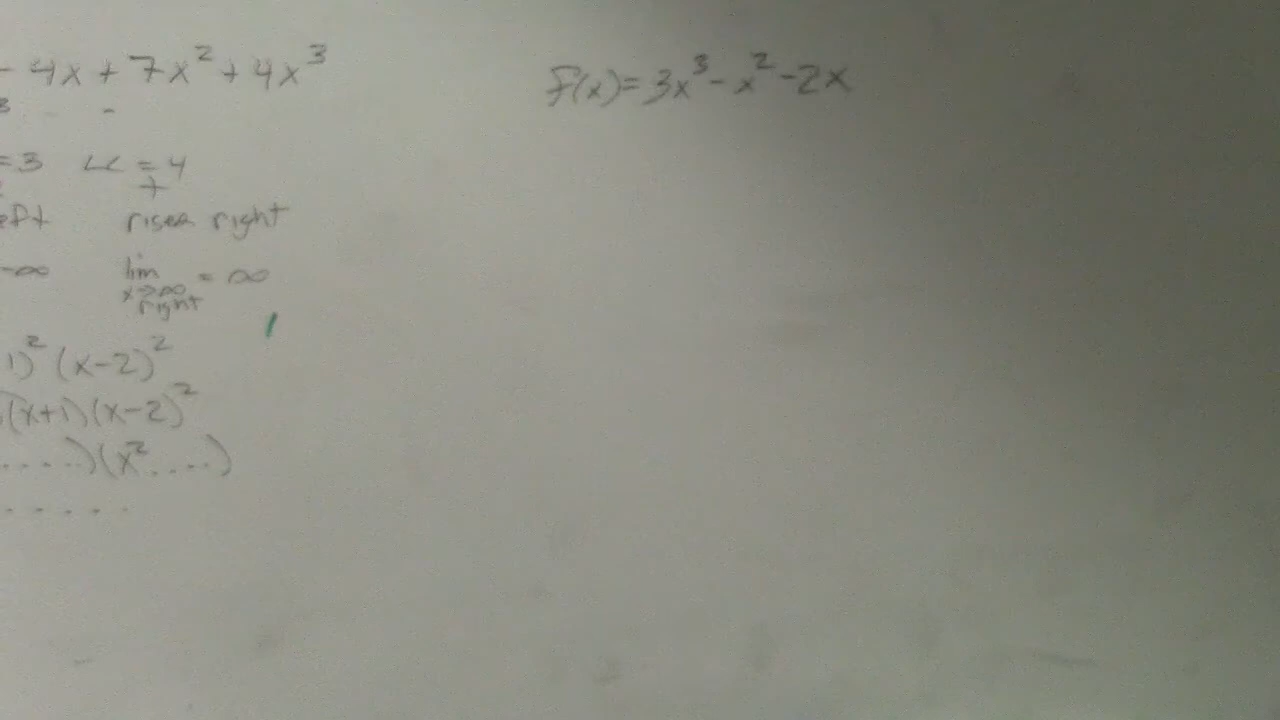 - 4x + 7x² + 4x³
3 -
= 3 LC = 4
+
eft rises right
-∞ lim = ∞
x→∞
right
1)² (x-2)²
(x+1)(x-2)²
.....)(x²....)
.....
f(x)=3x³-x²-2x